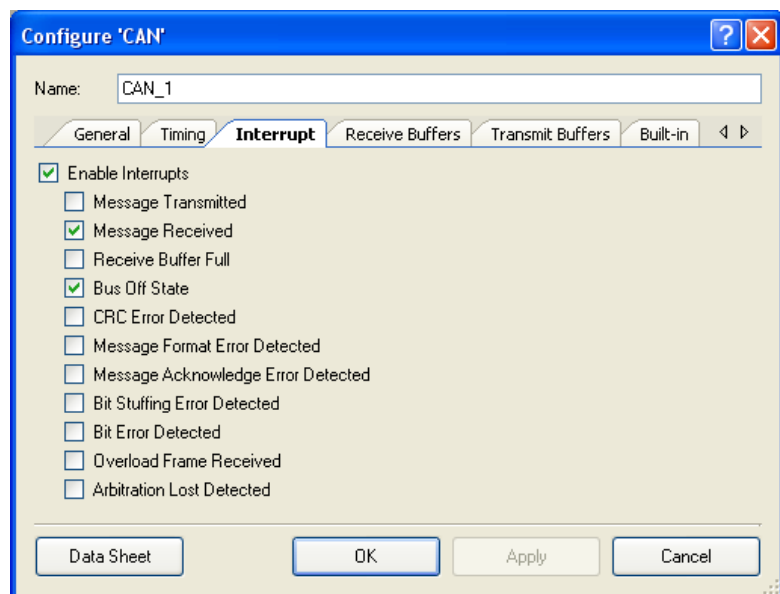 Configure 'CAN'
Name: CAN_1
General Timing Interrupt Receive Buffers Transmit Buffers Built-in
Enable Interrupts
Message Transmitted
Message Received
Receive Buffer Full
Bus Off State
CRC Error Detected
Message Format Error Detected
Message Acknowledge Error Detected
Bit Stuffing Error Detected
Bit Error Detected
Overload Frame Received
Arbitration Lost Detected
Data Sheet OK Apply Cancel